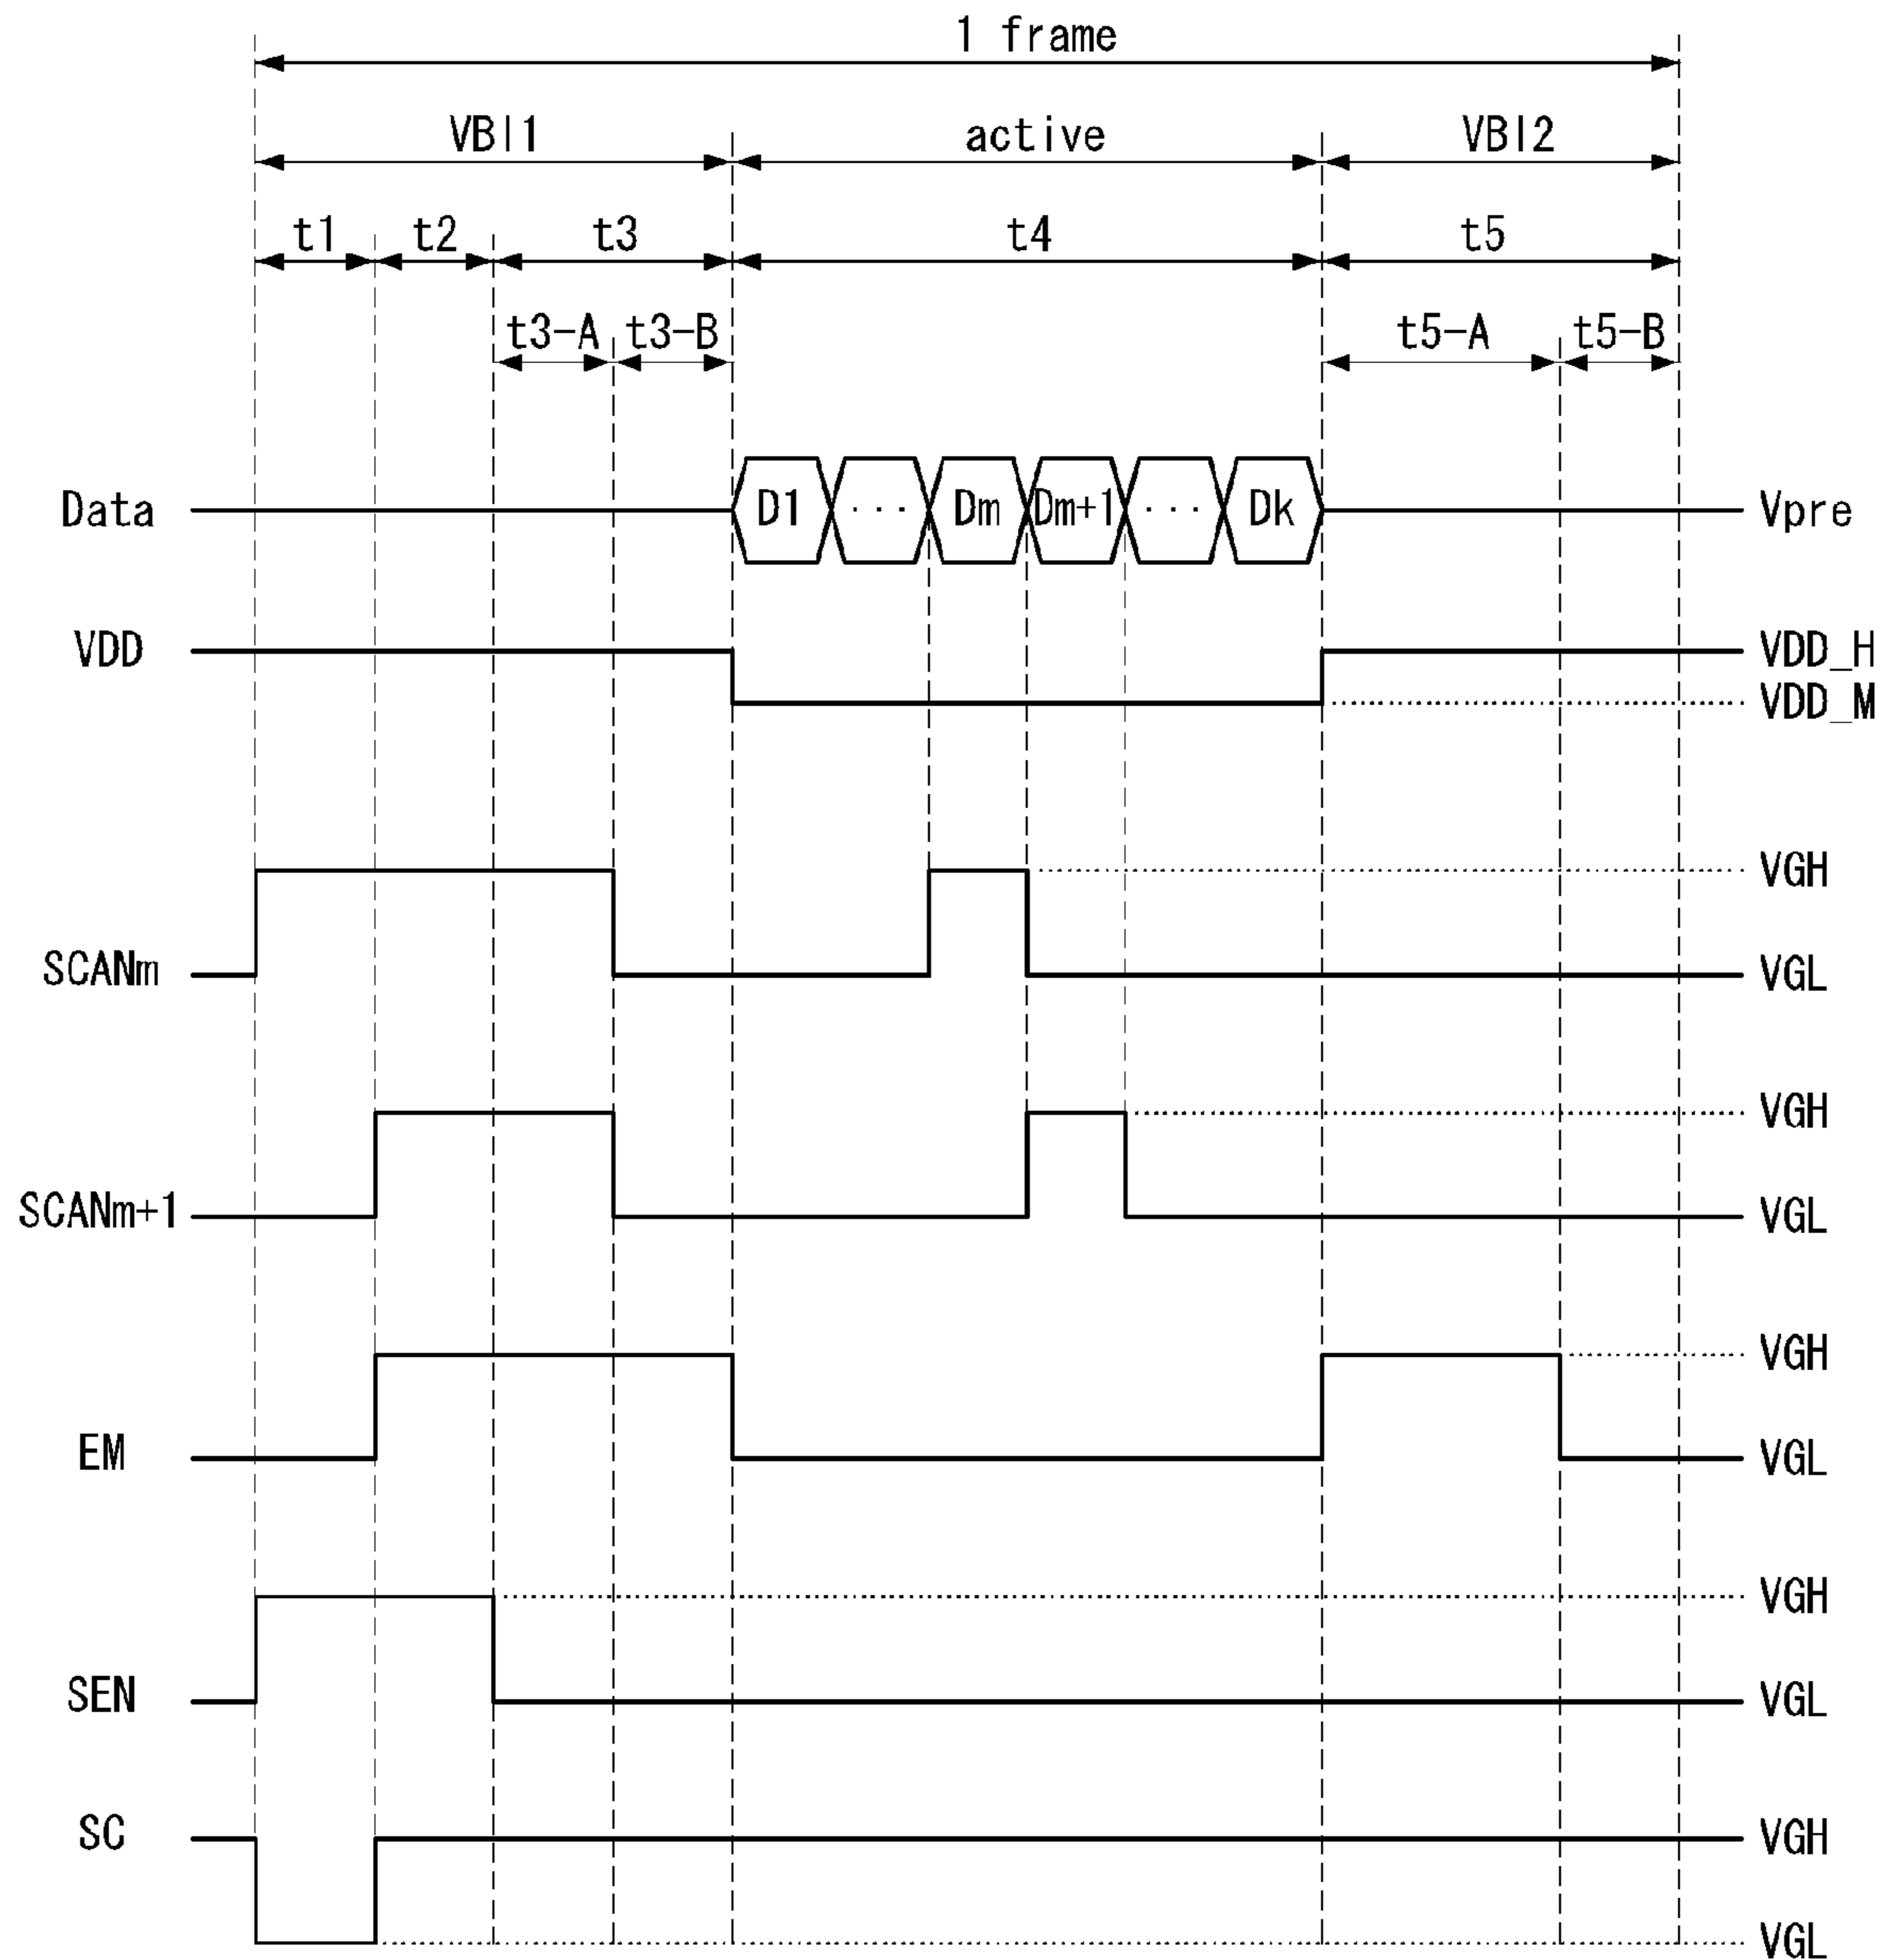 1 frame
VBI1 active VBI2
t1 t2 t3 t4 t5
t3-A t3-B t5-A t5-B
Data D1 ... Dm Dm+1 ... Dk Vpre
VDD VDD_H
VDD_M
VGH
SCANm VGL
VGH
SCANm+1 VGL
VGH
EM VGL
VGH
SEN VGL
SC VGH
VGL